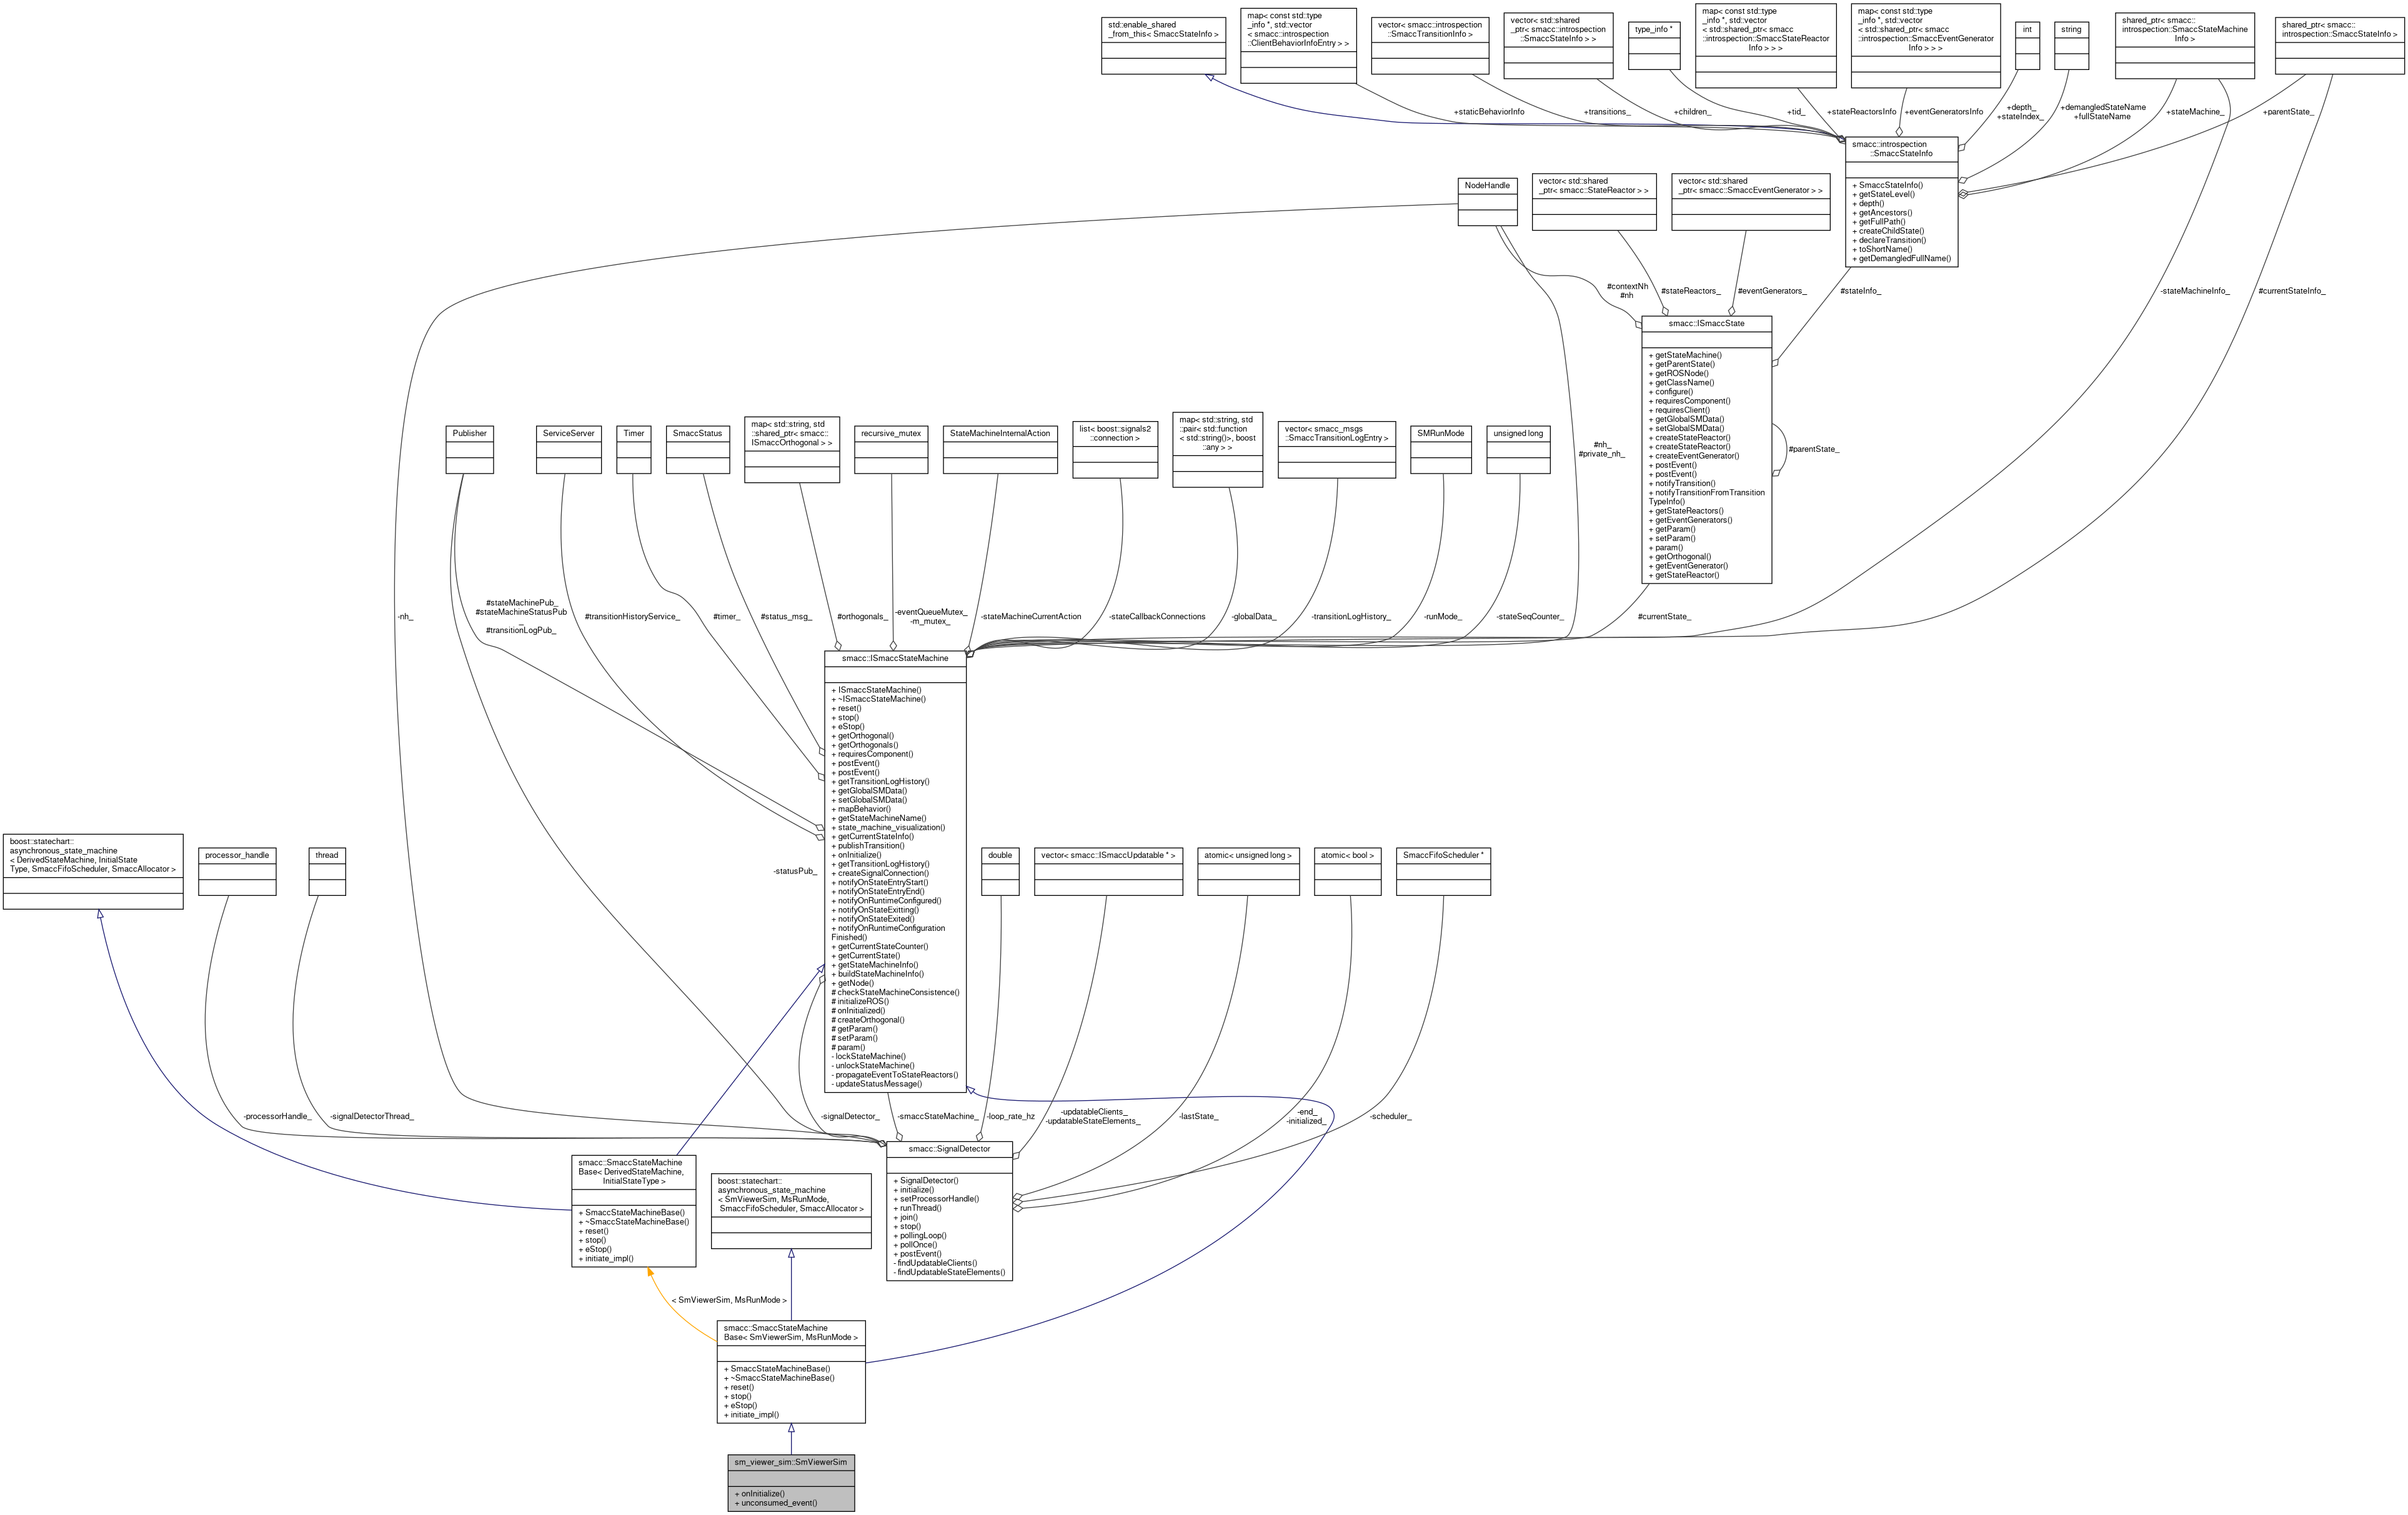 std::enable_shared
_from_this< SmaccStateInfo >
map< const std::type
_info *, std::vector
< smacc::introspection
::ClientBehaviorInfoEntry > >
vector< smacc::introspection
::SmaccTransitionInfo >
vector< std::shared
_ptr< smacc::introspection
::SmaccStateInfo > >
type_info *
map< const std::type
_info *, std::vector
< std::shared_ptr< smacc
::introspection::SmaccStateReactor
Info > > >
map< const std::type
_info *, std::vector
< std::shared_ptr< smacc
::introspection::SmaccEventGenerator
Info > > >
int
string
shared_ptr< smacc::
introspection::SmaccStateMachine
Info >
shared_ptr< smacc::
introspection::SmaccStateInfo >
+staticBehaviorInfo
+transitions_
+children_
+tid_
+stateReactorsInfo
+eventGeneratorsInfo
+depth_
+stateIndex_
+demangledStateName
+fullStateName
+stateMachine_
+parentState_
smacc::introspection
::SmaccStateInfo
+ SmaccStateInfo()
+ getStateLevel()
+ depth()
+ getAncestors()
+ getFullPath()
+ createChildState()
+ declareTransition()
+ toShortName()
+ getDemangledFullName()
NodeHandle
vector< std::shared
_ptr< smacc::StateReactor > >
vector< std::shared
_ptr< smacc::SmaccEventGenerator > >
#contextNh
#nh
#stateReactors_
#eventGenerators_
#stateInfo_
-stateMachineInfo_
#currentStateInfo_
smacc::ISmaccState
+ getStateMachine()
+ getParentState()
+ getROSNode()
+ getClassName()
+ configure()
+ requiresComponent()
+ requiresClient()
+ getGlobalSMData()
+ setGlobalSMData()
+ createStateReactor()
+ createStateReactor()
+ createEventGenerator()
+ postEvent()
+ postEvent()
+ notifyTransition()
+ notifyTransitionFromTransition
TypeInfo()
+ getStateReactors()
+ getEventGenerators()
+ getParam()
+ setParam()
+ param()
+ getOrthogonal()
+ getEventGenerator()
+ getStateReactor()
#parentState_
Publisher
ServiceServer
Timer
SmaccStatus
map< std::string, std
::shared_ptr< smacc::
ISmaccOrthogonal > >
recursive_mutex
StateMachineInternalAction
list< boost::signals2
::connection >
map< std::string, std
::pair< std::function
< std::string()>, boost
::any > >
vector< smacc_msgs
::SmaccTransitionLogEntry >
SMRunMode
unsigned long
#nh_
#private_nh_
-nh_
#stateMachinePub_
#stateMachineStatusPub
_
#transitionLogPub_
#transitionHistoryService_
#timer_
#status_msg_
#orthogonals_
-eventQueueMutex_
-m_mutex_
-stateMachineCurrentAction
-stateCallbackConnections
-globalData_
-transitionLogHistory_
-runMode_
-stateSeqCounter_
#currentState_
smacc::ISmaccStateMachine
+ ISmaccStateMachine()
+ ~ISmaccStateMachine()
+ reset()
+ stop()
+ eStop()
+ getOrthogonal()
+ getOrthogonals()
+ requiresComponent()
+ postEvent()
+ postEvent()
+ getTransitionLogHistory()
+ getGlobalSMData()
+ setGlobalSMData()
+ mapBehavior()
+ getStateMachineName()
+ state_machine_visualization()
+ getCurrentStateInfo()
+ publishTransition()
+ onInitialize()
+ getTransitionLogHistory()
+ createSignalConnection()
+ notifyOnStateEntryStart()
+ notifyOnStateEntryEnd()
+ notifyOnRuntimeConfigured()
+ notifyOnStateExitting()
+ notifyOnStateExited()
+ notifyOnRuntimeConfiguration
Finished()
+ getCurrentStateCounter()
+ getCurrentState()
+ getStateMachineInfo()
+ buildStateMachineInfo()
+ getNode()
# checkStateMachineConsistence()
# initializeROS()
# onInitialized()
# createOrthogonal()
# getParam()
# setParam()
# param()
- lockStateMachine()
- unlockStateMachine()
- propagateEventToStateReactors()
- updateStatusMessage()
boost::statechart::
asynchronous_state_machine
< DerivedStateMachine, InitialState
Type, SmaccFifoScheduler, SmaccAllocator >
processor_handle
thread
-statusPub_
double
vector< smacc::ISmaccUpdatable * >
atomic< unsigned long >
atomic< bool >
SmaccFifoScheduler *
-processorHandle_
-signalDetectorThread_
-signalDetector_
-smaccStateMachine_
-loop_rate_hz
-updatableClients_
-updatableStateElements_
-lastState_
-end_
-initialized_
-scheduler_
smacc::SmaccStateMachine
Base< DerivedStateMachine,
InitialStateType >
+ SmaccStateMachineBase()
+ ~SmaccStateMachineBase()
+ reset()
+ stop()
+ eStop()
+ initiate_impl()
boost::statechart::
asynchronous_state_machine
< SmViewerSim, MsRunMode,
SmaccFifoScheduler, SmaccAllocator >
smacc::SignalDetector
+ SignalDetector()
+ initialize()
+ setProcessorHandle()
+ runThread()
+ join()
+ stop()
+ pollingLoop()
+ pollOnce()
+ postEvent()
- findUpdatableClients()
- findUpdatableStateElements()
< SmViewerSim, MsRunMode >
smacc::SmaccStateMachine
Base< SmViewerSim, MsRunMode >
+ SmaccStateMachineBase()
+ ~SmaccStateMachineBase()
+ reset()
+ stop()
+ eStop()
+ initiate_impl()
sm_viewer_sim::SmViewerSim
+ onInitialize()
+ unconsumed_event()